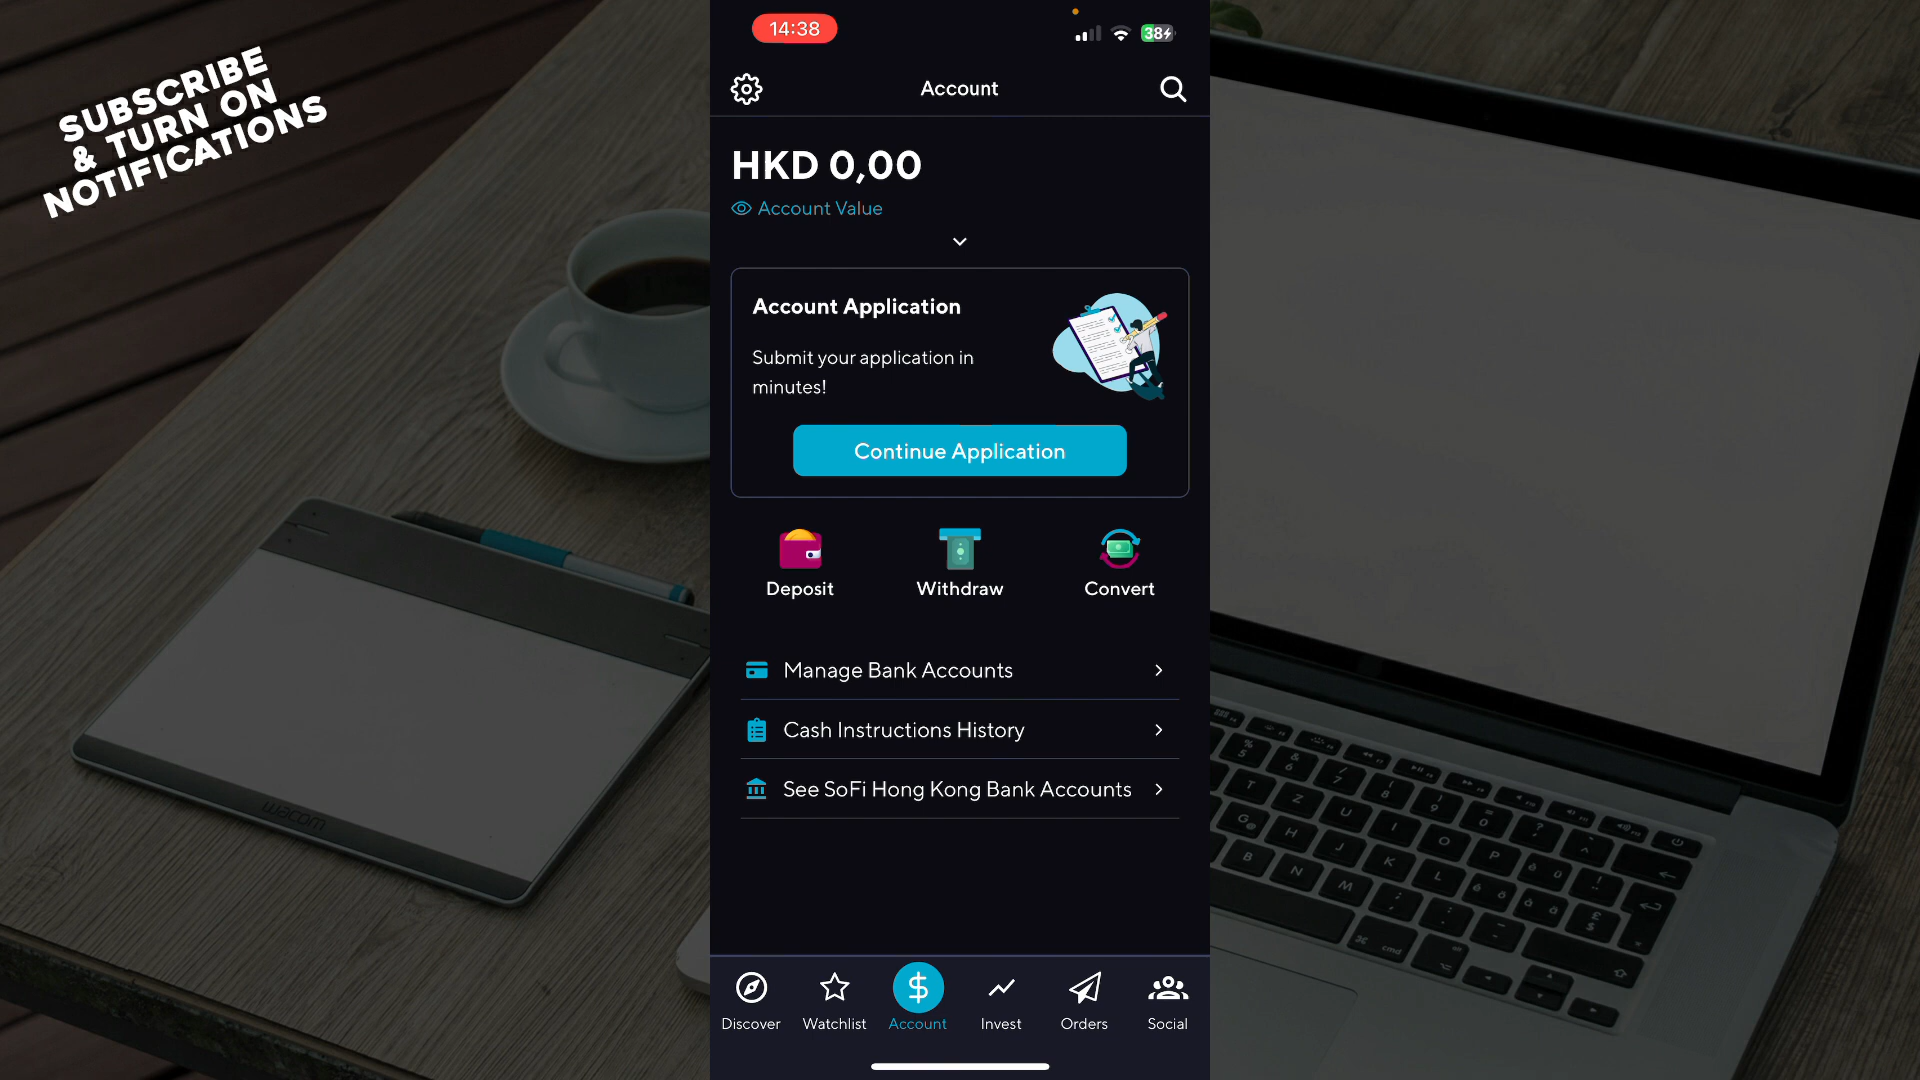 SUBSCRIBE
& TURN ON
NOTIFICATIONS
14:38
38
Account
HKD 0,00
Account Value
Account Application
Submit your application in
minutes!
Continue Application
Deposit
Withdraw
Convert
Manage Bank Accounts
Cash Instructions History
See SoFi Hong Kong Bank Accounts
Discover
Watchlist
Account
Invest
Orders
Social
wacom